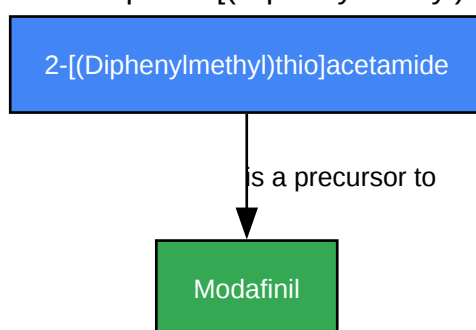 2-[(Diphenylmethyl)thio]acetamide
is a precursor to
Modafinil